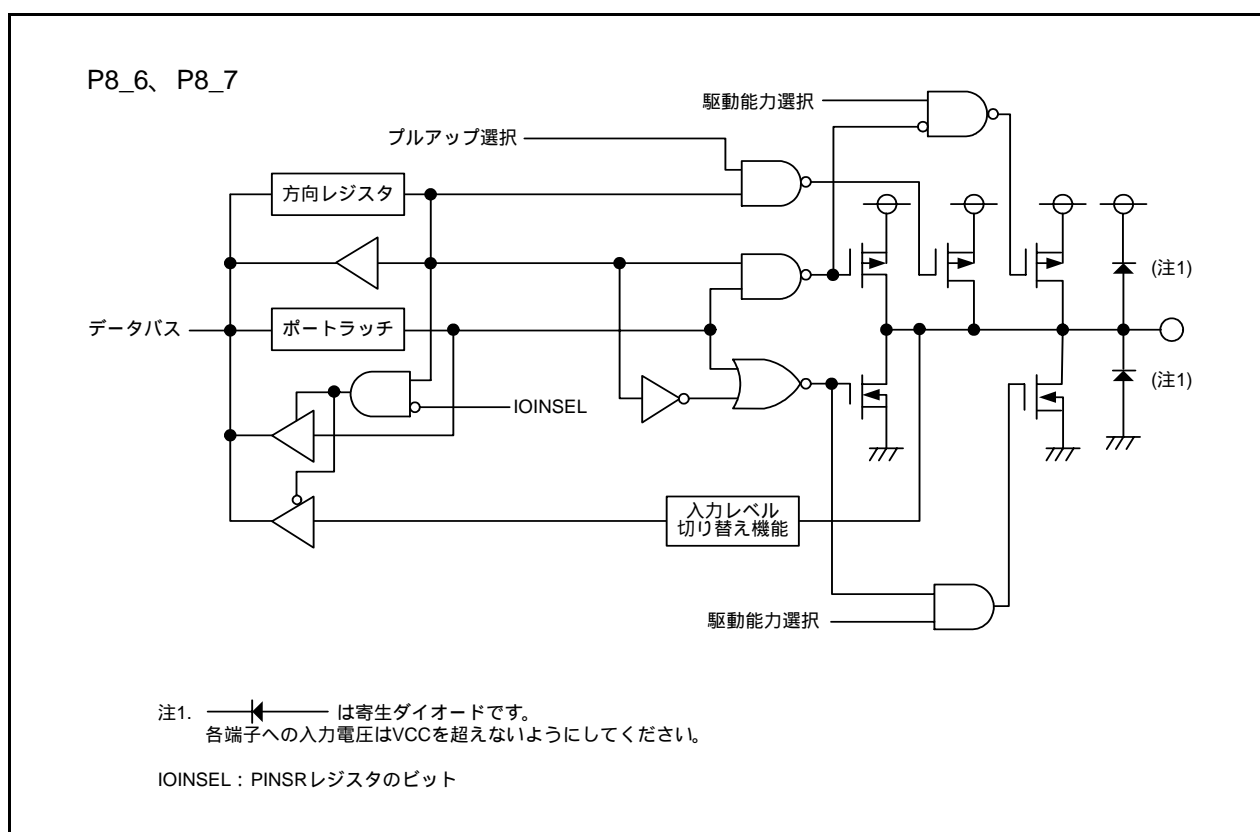 P8_6、P8_7
駆動能力選択
プルアップ選択
方向レジスタ
(注1)
データバス
ポートラッチ
(注1)
IOINSEL
入力レベル
切り替え機能
駆動能力選択
注1. は寄生ダイオードです。
各端子への入力電圧はVCCを超えないようにしてください。
IOINSEL：PINSRレジスタのビット